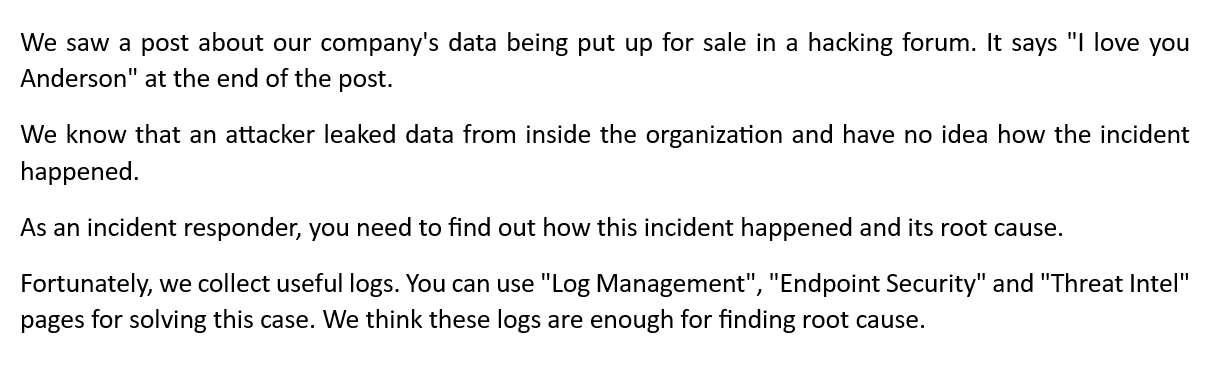 We saw a post about our company's data being put up for sale in a hacking forum. It says "I love you
Anderson" at the end of the post.
We know that an attacker leaked data from inside the organization and have no idea how the incident
happened.
As an incident responder, you need to find out how this incident happened and its root cause.
Fortunately, we collect useful logs. You can use "Log Management", "Endpoint Security" and "Threat Intel"
pages for solving this case. We think these logs are enough for finding root cause.